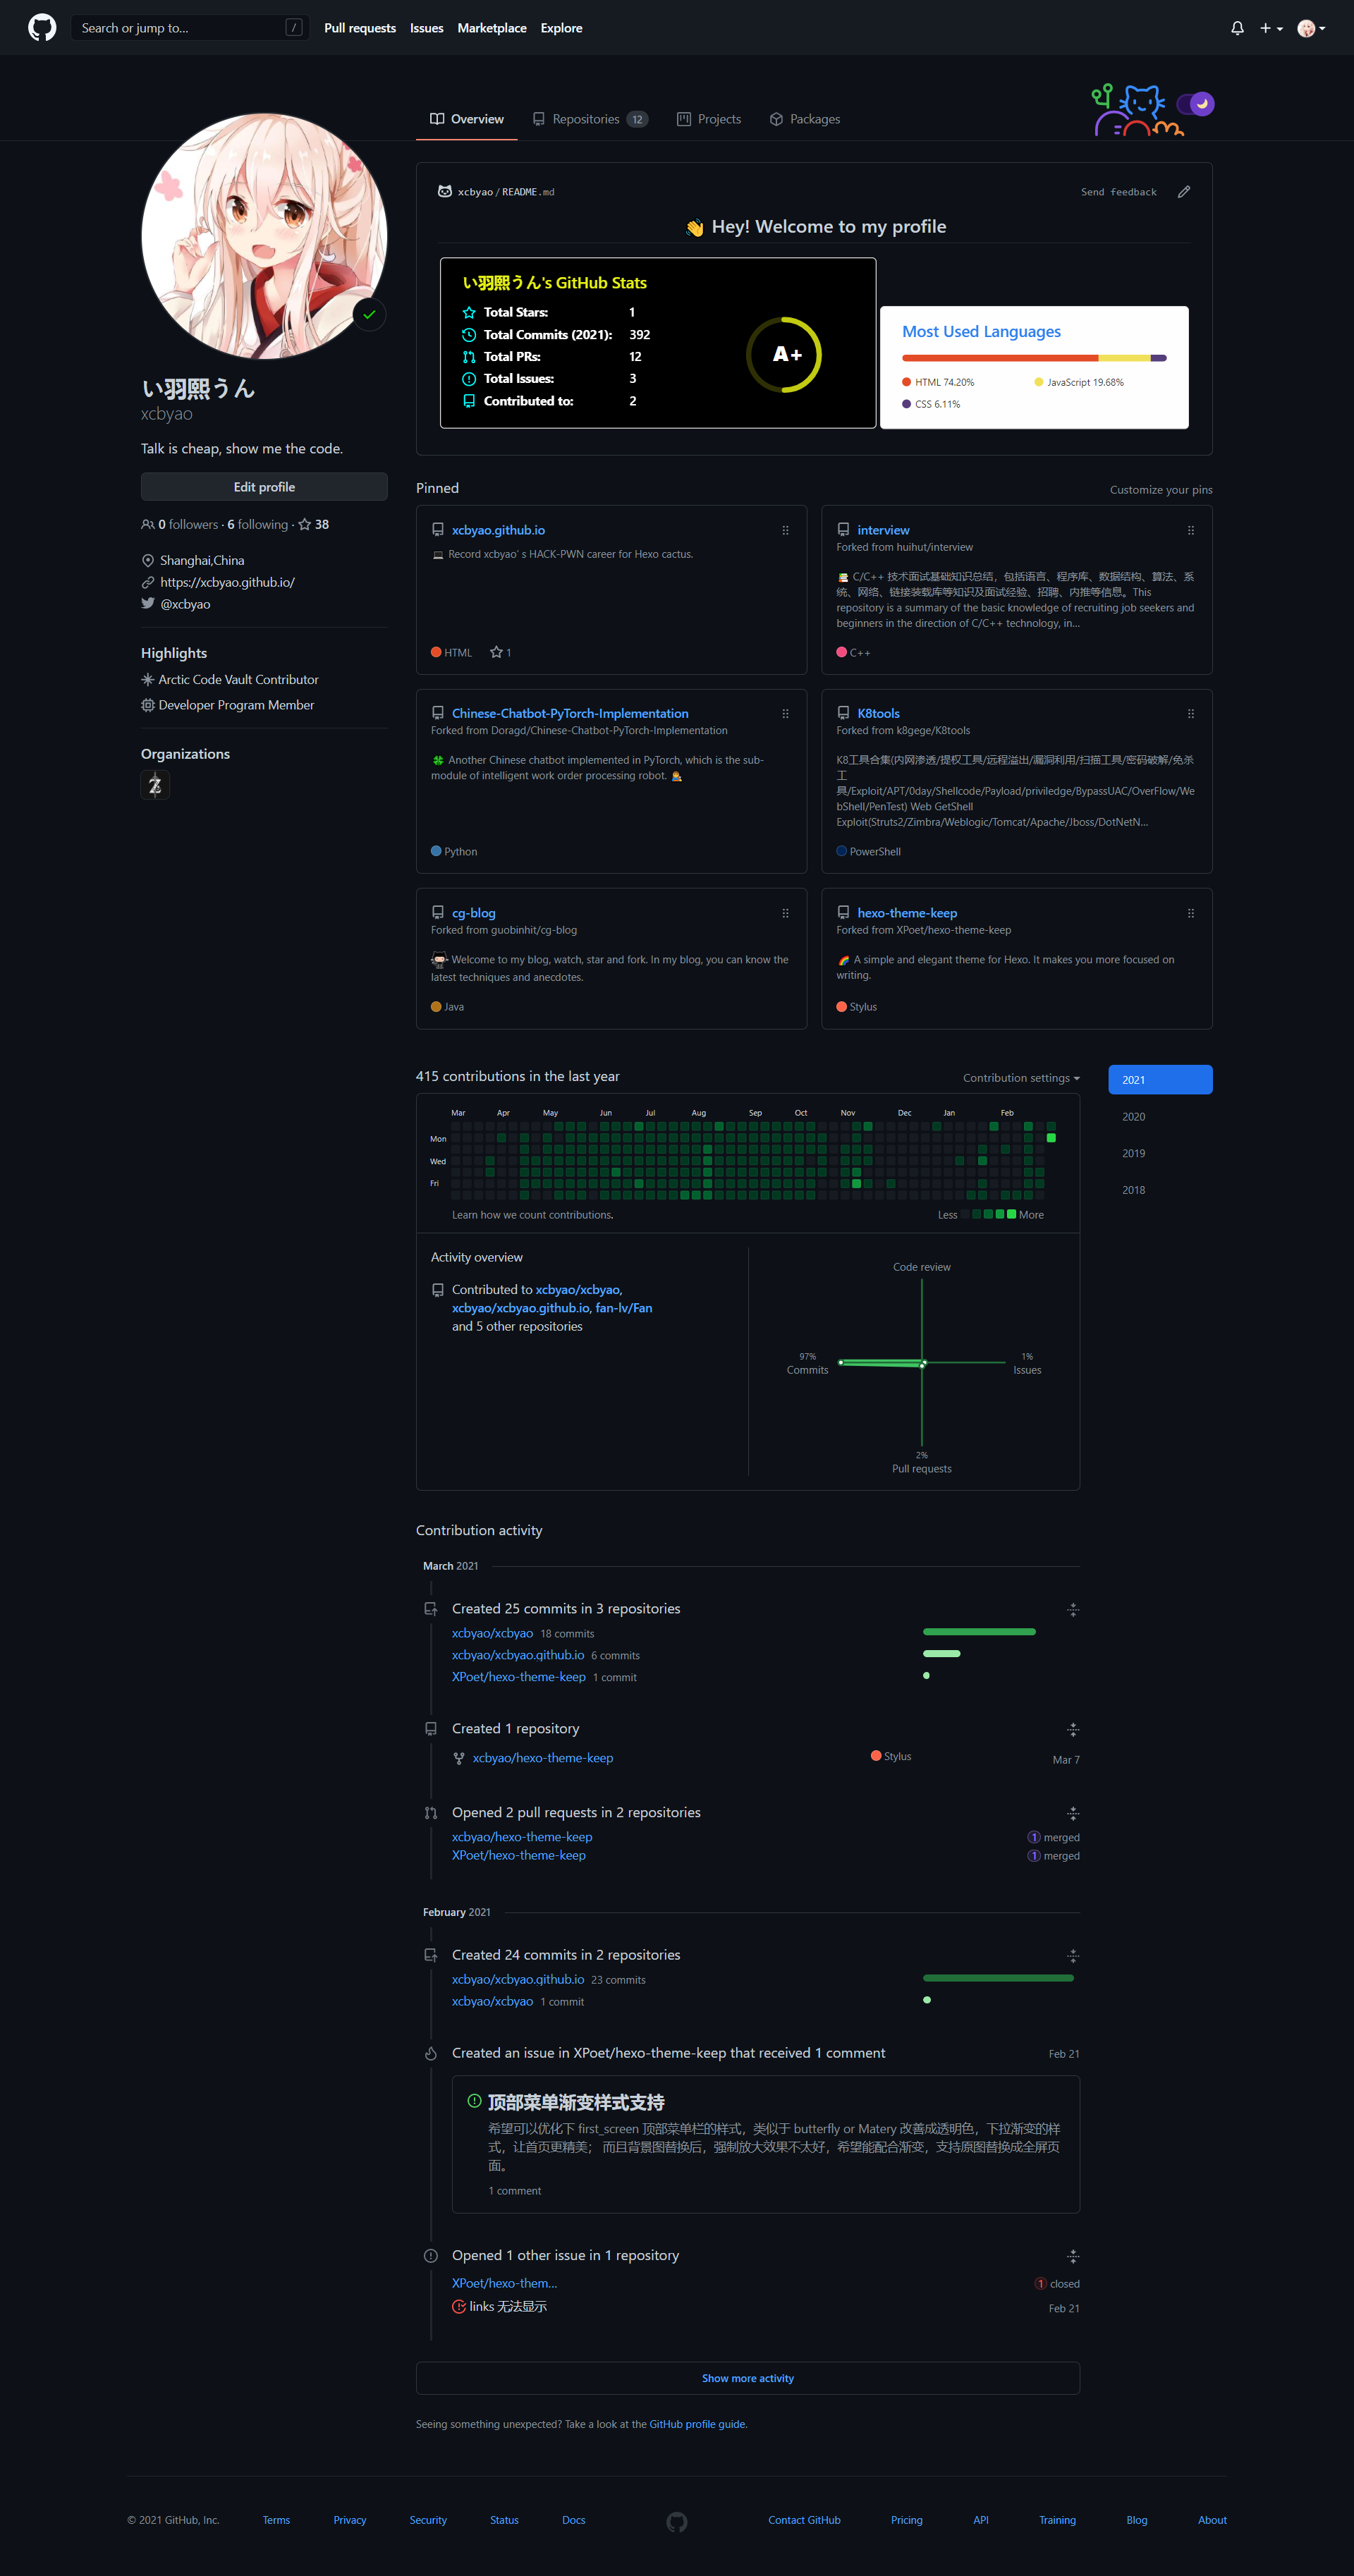 Search or jump to...
/
Pull requests
Issues
Marketplace
Explore
Overview
Repositories 12
Projects
Packages
い羽熙うん
xcbyao
Talk is cheap, show me the code.
Edit profile
0 followers · 6 following · 38
Shanghai,China
https://xcbyao.github.io/
@xcbyao
Highlights
Arctic Code Vault Contributor
Developer Program Member
Organizations
xcbyao/README.md
Send feedback
👋 Hey! Welcome to my profile
い羽熙うん's GitHub Stats
Total Stars: 1
Total Commits (2021): 392
Total PRs: 12
Total Issues: 3
Contributed to: 2
A+
Most Used Languages
HTML 74.20%
JavaScript 19.68%
CSS 6.11%
Pinned
Customize your pins
xcbyao.github.io
💻 Record xcbyao' s HACK-PWN career for Hexo cactus.
HTML
1
interview
Forked from huihut/interview
📚 C/C++ 技术面试基础知识总结，包括语言、程序库、数据结构、算法、系
统、网络、链接装载库等知识及面试经验、招聘、内推等信息。This
repository is a summary of the basic knowledge of recruiting job seekers and
beginners in the direction of C/C++ technology, in...
C++
Chinese-Chatbot-PyTorch-Implementation
Forked from Doragd/Chinese-Chatbot-PyTorch-Implementation
🍀 Another Chinese chatbot implemented in PyTorch, which is the sub-
module of intelligent work order processing robot.
Python
K8tools
Forked from k8gege/K8tools
K8工具合集(内网渗透/提权工具/远程溢出/漏洞利用/扫描工具/密码破解/免杀
工
具/Exploit/APT/0day/Shellcode/Payload/priviledge/BypassUAC/OverFlow/We
bShell/PenTest) Web GetShell
Exploit(Struts2/Zimbra/Weblogic/Tomcat/Apache/Jboss/DotNetN...
PowerShell
cg-blog
Forked from guobinhit/cg-blog
Welcome to my blog, watch, star and fork. In my blog, you can know the
latest techniques and anecdotes.
Java
hexo-theme-keep
Forked from XPoet/hexo-theme-keep
🌈 A simple and elegant theme for Hexo. It makes you more focused on
writing.
Stylus
415 contributions in the last year
Contribution settings
2021
2020
2019
2018
Mar Apr May Jun Jul Aug Sep Oct Nov Dec Jan Feb
Mon
Wed
Fri
Learn how we count contributions.
Less
More
Activity overview
Contributed to xcbyao/xcbyao,
xcbyao/xcbyao.github.io, fan-lv/Fan
and 5 other repositories
Code review
97%
Commits
1%
Issues
2%
Pull requests
Contribution activity
March 2021
Created 25 commits in 3 repositories
xcbyao/xcbyao 18 commits
xcbyao/xcbyao.github.io 6 commits
XPoet/hexo-theme-keep 1 commit
Created 1 repository
xcbyao/hexo-theme-keep
Stylus
Mar 7
Opened 2 pull requests in 2 repositories
xcbyao/hexo-theme-keep
1 merged
XPoet/hexo-theme-keep
1 merged
February 2021
Created 24 commits in 2 repositories
xcbyao/xcbyao.github.io 23 commits
xcbyao/xcbyao 1 commit
Created an issue in XPoet/hexo-theme-keep that received 1 comment
Feb 21
顶部菜单渐变样式支持
希望可以优化下 first_screen 顶部菜单栏的样式，类似于 butterfly or Matery 改善成透明色，下拉渐变的样
式，让首页更精美； 而且背景图替换后，强制放大效果不太好，希望能配合渐变，支持原图替换成全屏页
面。
1 comment
Opened 1 other issue in 1 repository
XPoet/hexo-them...
1 closed
links 无法显示
Feb 21
Show more activity
Seeing something unexpected? Take a look at the GitHub profile guide.
© 2021 GitHub, Inc.
Terms
Privacy
Security
Status
Docs
Contact GitHub
Pricing
API
Training
Blog
About